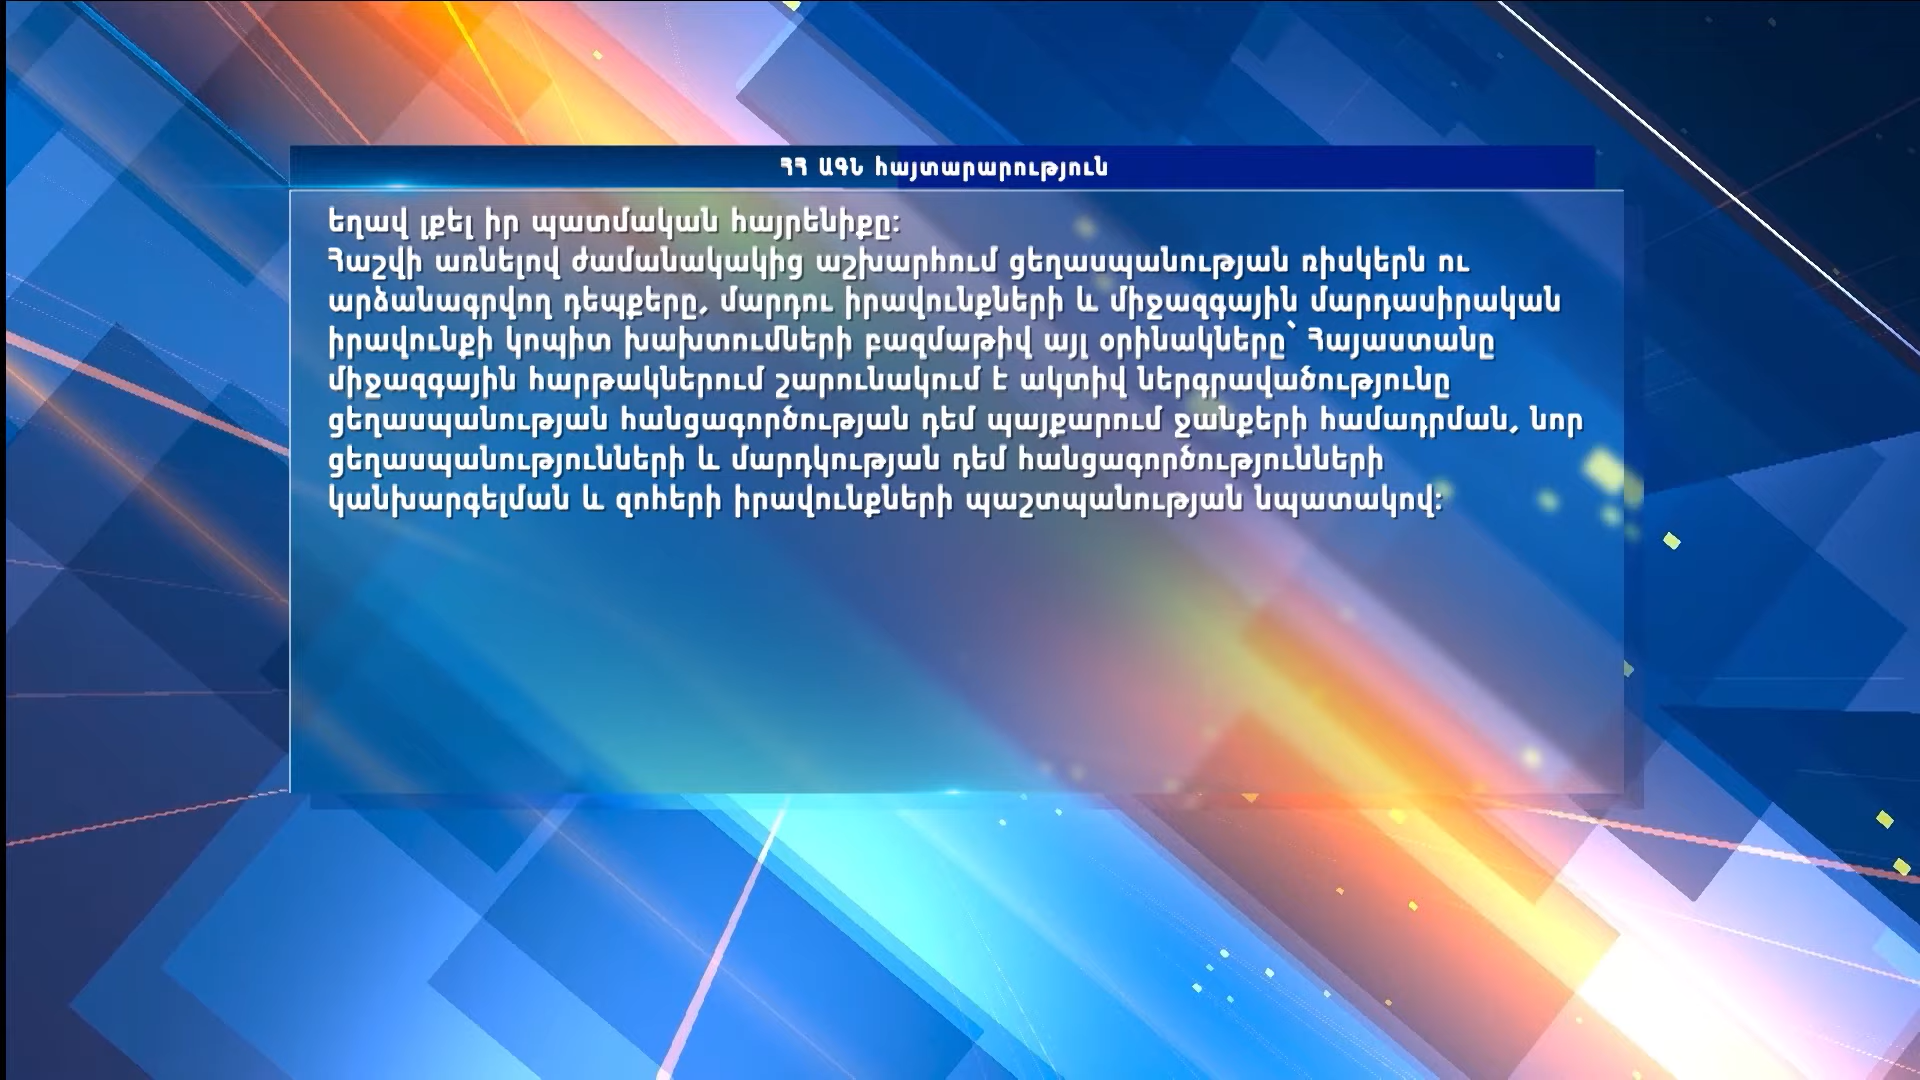 ՀՀ ԱԳՆ հայտարարություն
եղավ լքել իր պատմական հայրենիքը։
Հաշվի առնելով ժամանակակից աշխարհում ցեղասպանության ռիսկերն ու
արձանագրվող դեպքերը, մարդու իրավունքների և միջազգային մարդասիրական
իրավունքի կոպիտ խախտումների բազմաթիվ այլ օրինակները՝ Հայաստանը
միջազգային հարթակներում շարունակում է ակտիվ ներգրավածությունը
ցեղասպանության հանցագործության դեմ պայքարում ջանքերի համադրման, նոր
ցեղասպանությունների և մարդկության դեմ հանցագործությունների
կանխարգելման և զոհերի իրավունքների պաշտպանության նպատակով։